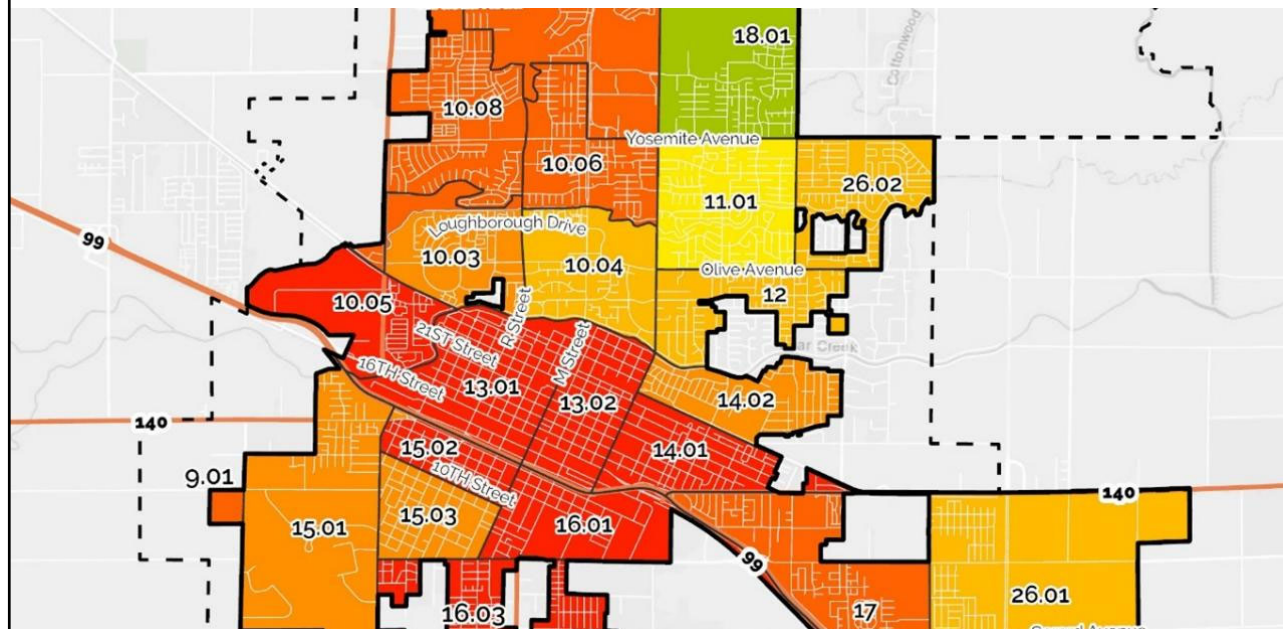 18.01
Cottonwood
10.08
Yosemite Avenue
10.06
26.02
11.01
Loughborough Drive
99
10.03
10.04
Olive Avenue
12
10.05
R Street
21ST Street
M Street
ar Creek
16TH Street
13.01
13.02
14.02
140
15.02
14.01
9.01
10TH Street
140
15.03
15.01
16.01
99
16.03
17
26.01